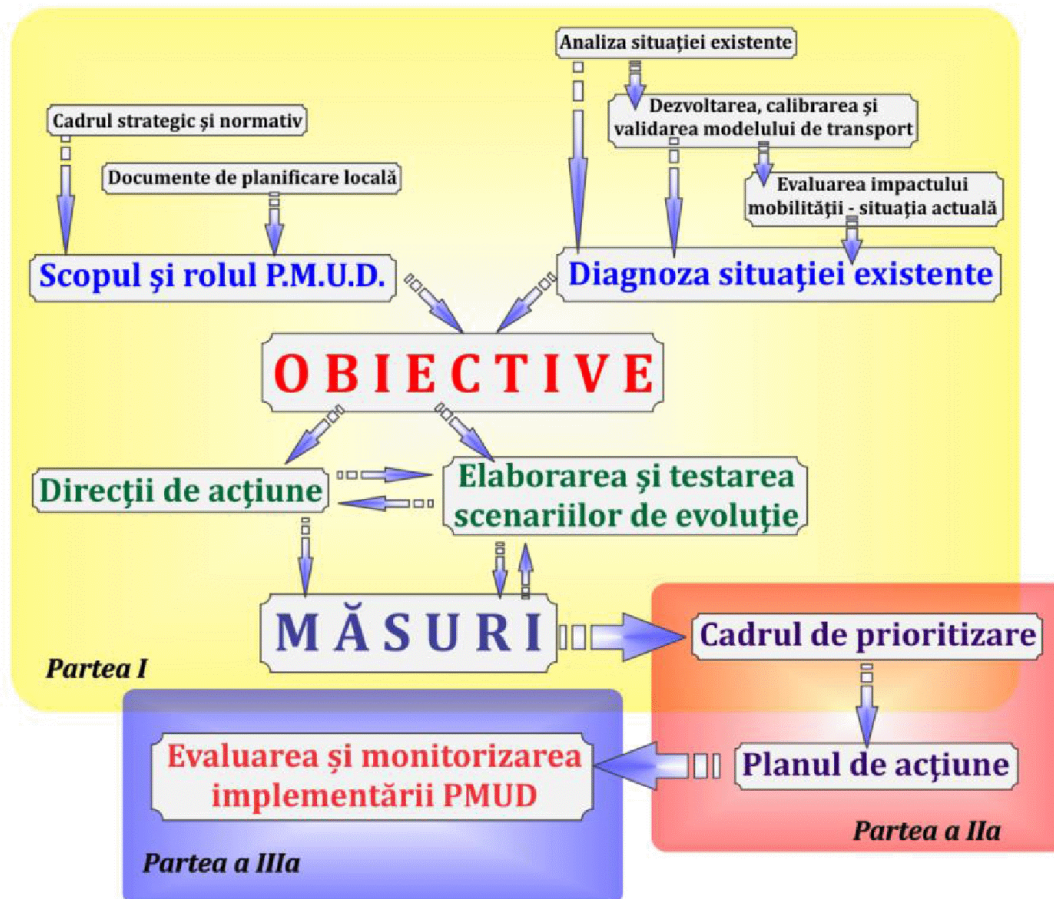 Analiza situației existente
Dezvoltarea, calibrarea și
validarea modelului de transport
Cadrul strategic și normativ
Documente de planificare locală
Evaluarea impactului
mobilității - situația actuală
Scopul și rolul P.M.U.D.
Diagnoza situației existente
O B I E C T I V E
Direcții de acțiune
Elaborarea și testarea
scenariilor de evoluție
M Ă S U R I
Cadrul de prioritizare
Partea I
Evaluarea și monitorizarea
implementării PMUD
Planul de acțiune
Partea a IIa
Partea a IIIa